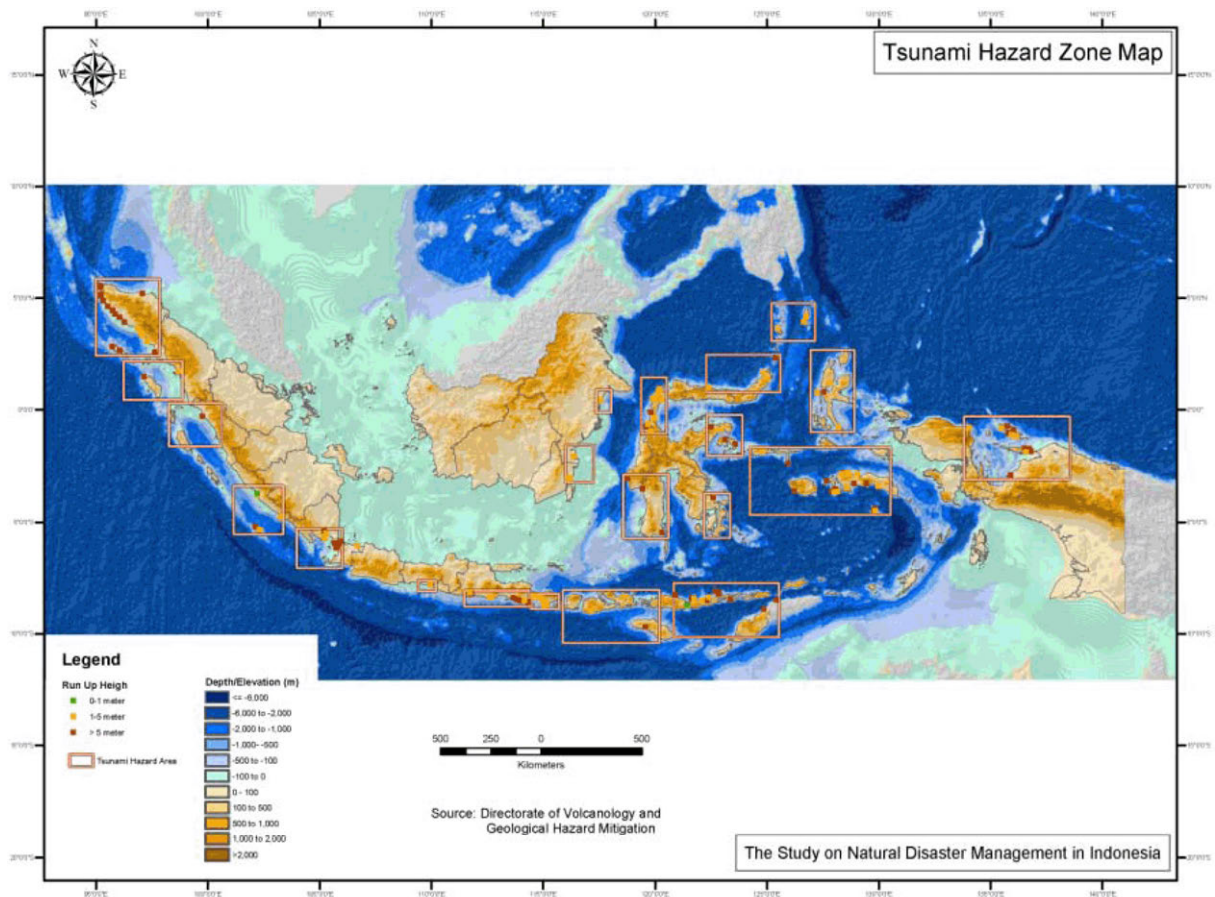 Tsunami Hazard Zone Map
N
W
E
S
Legend
Run Up Heigh
0-1 meter
1-5 meter
> 5 meter
Tsunami Hazard Area
Depth/Elevation (m)
<= -6,000
-6,000 to -2,000
-2,000 to -1,000
-1,000- -500
-500 to -100
-100 to 0
0 - 100
100 to 500
500 to 1,000
1,000 to 2,000
>2,000
500 250 0 500
Kilometers
Source: Directorate of Volcanology and
Geological Hazard Mitigation
The Study on Natural Disaster Management in Indonesia